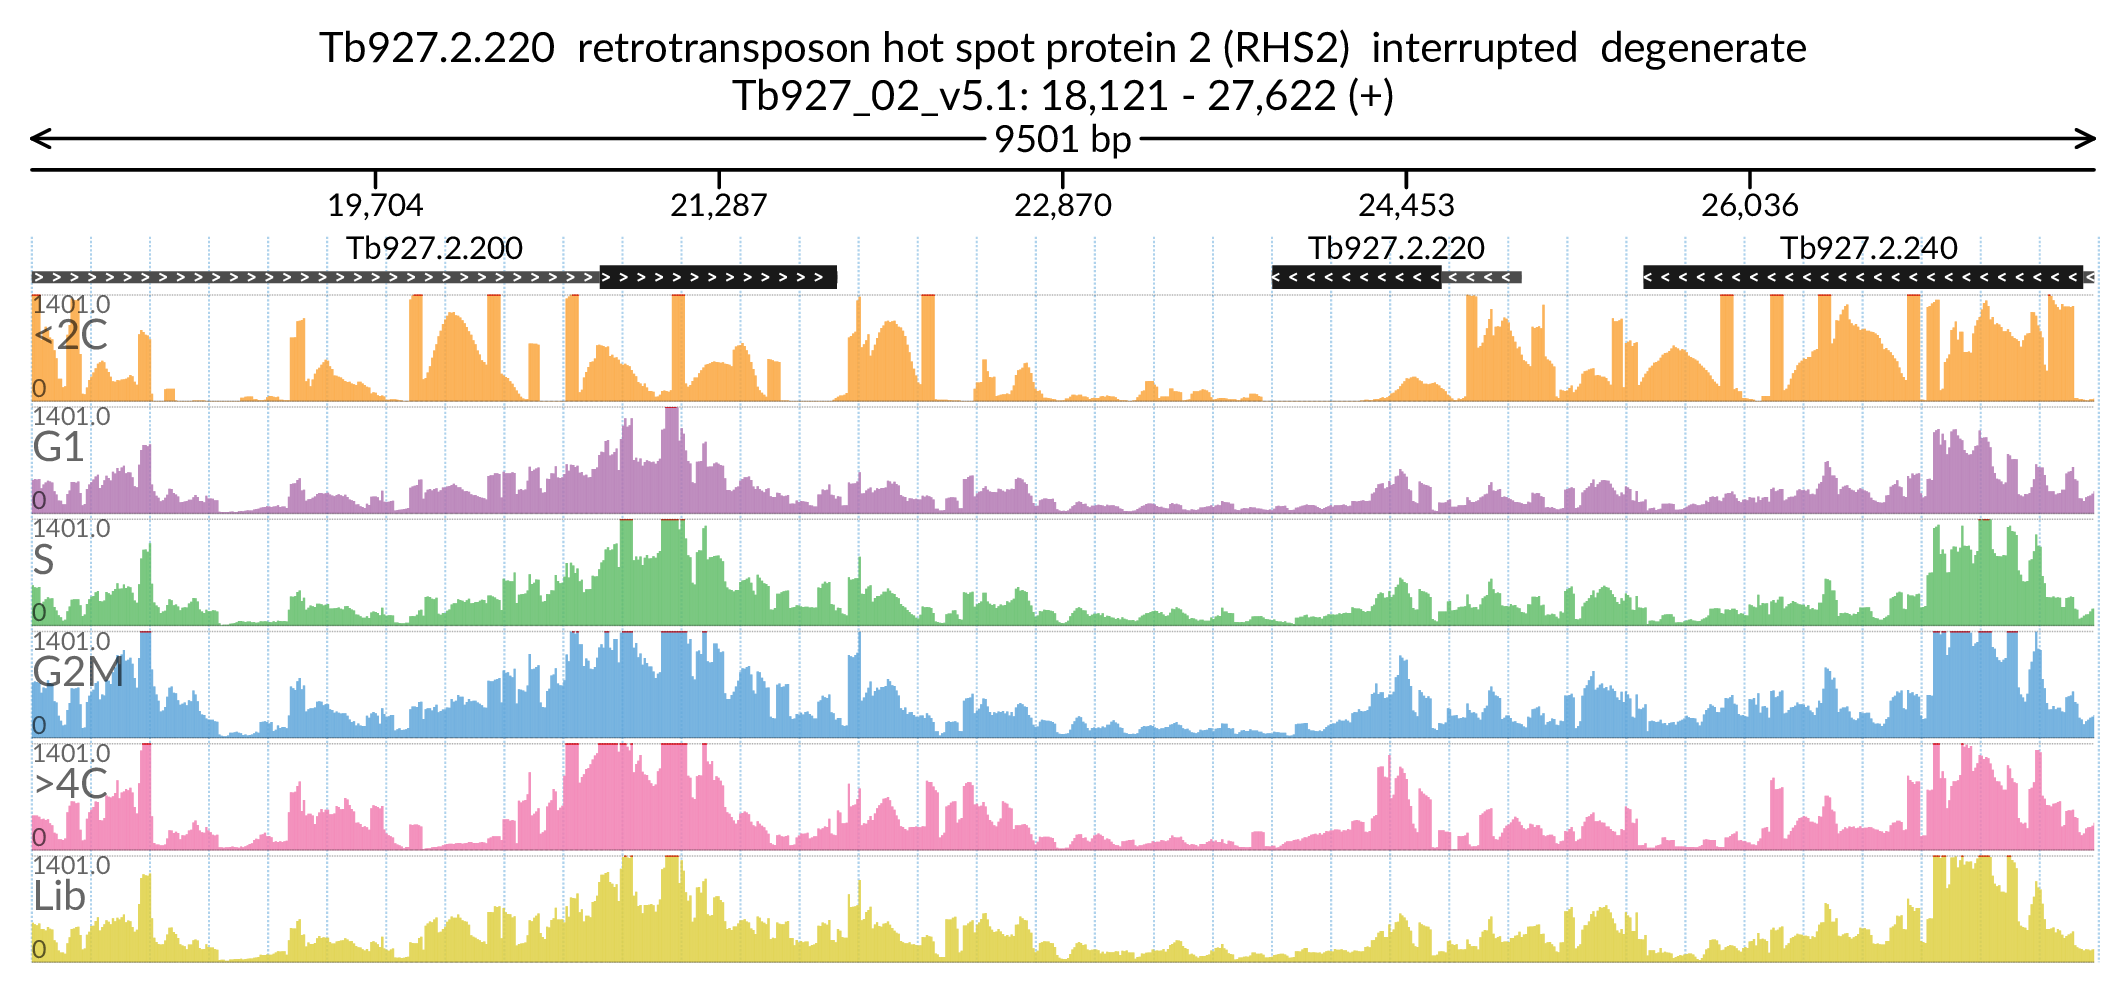 Tb927.2.220 retrotransposon hot spot protein 2 (RHS2) interrupted degenerate
Tb927_02_v5.1: 18,121 - 27,622 (+)
9501 bp
19,704 21,287 22,870 24,453 26,036
Tb927.2.200 Tb927.2.220 Tb927.2.240
1401.0
<2C
0
1401.0
G1
0
1401.0
S
0
1401.0
G2M
0
1401.0
>4C
0
1401.0
Lib
0